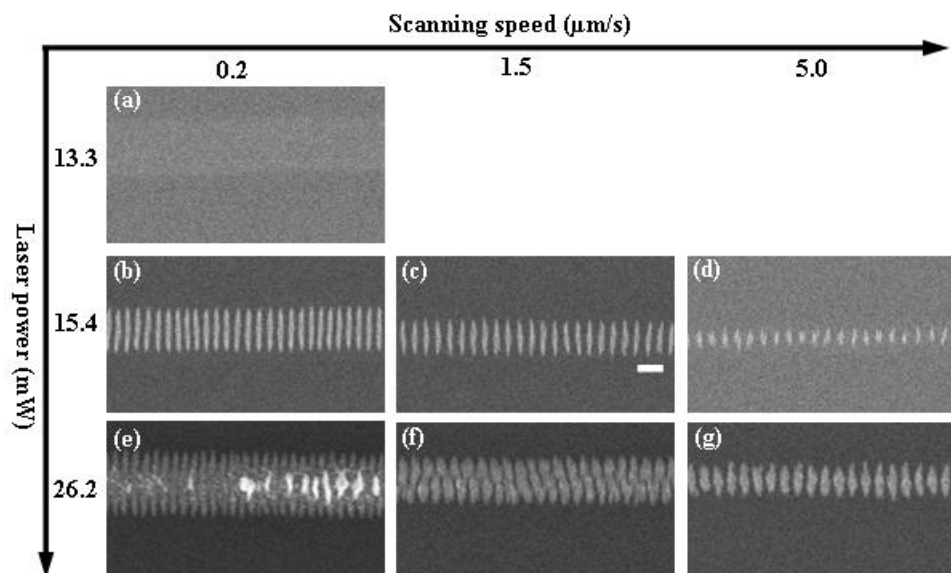 Scanning speed (μm/s)
0.2 1.5 5.0
Laser power (mW)
13.3
(a)
15.4
(b) (c) (d)
26.2
(e) (f) (g)